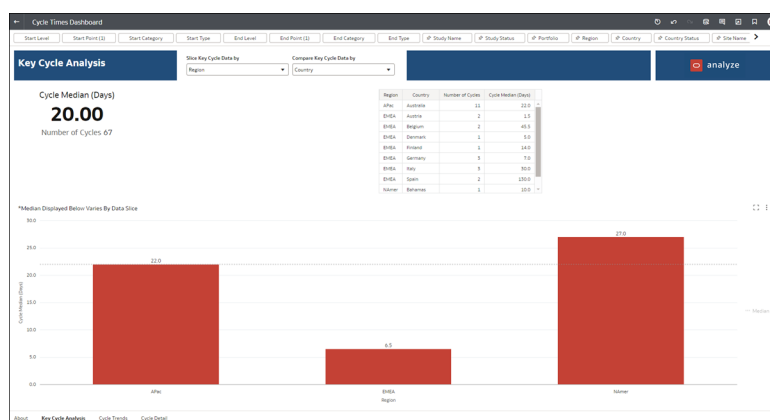 Cycle Times Dashboard
Start Level Start Point (1) Start Category Start Type End Level End Point (1) End Category End Type Study Name Study Status Portfolio Region Country Country Status Site Name
Key Cycle Analysis
Slice Key Cycle Data by
Region
Compare Key Cycle Data by
Country
analyze
Cycle Median (Days)
20.00
Number of Cycles 67
Region Country Number of Cycles Cycle Median (Days)
APac Australia 11 22.0
EMEA Austria 2 1.5
EMEA Belgium 2 49.5
EMEA Denmark 1 5.0
EMEA Finland 1 14.0
EMEA Germany 3 7.0
EMEA Italy 3 30.0
EMEA Spain 2 130.0
NAmer Bahamas 1 10.0
*Median Displayed Below Varies By Data Slice
30.0
25.0
20.0
15.0
10.0
5.0
0.0
Cycle Median (Days)
22.0
6.5
27.0
Median
APac EMEA NAmer
Region
About Key Cycle Analysis Cycle Trends Cycle Detail